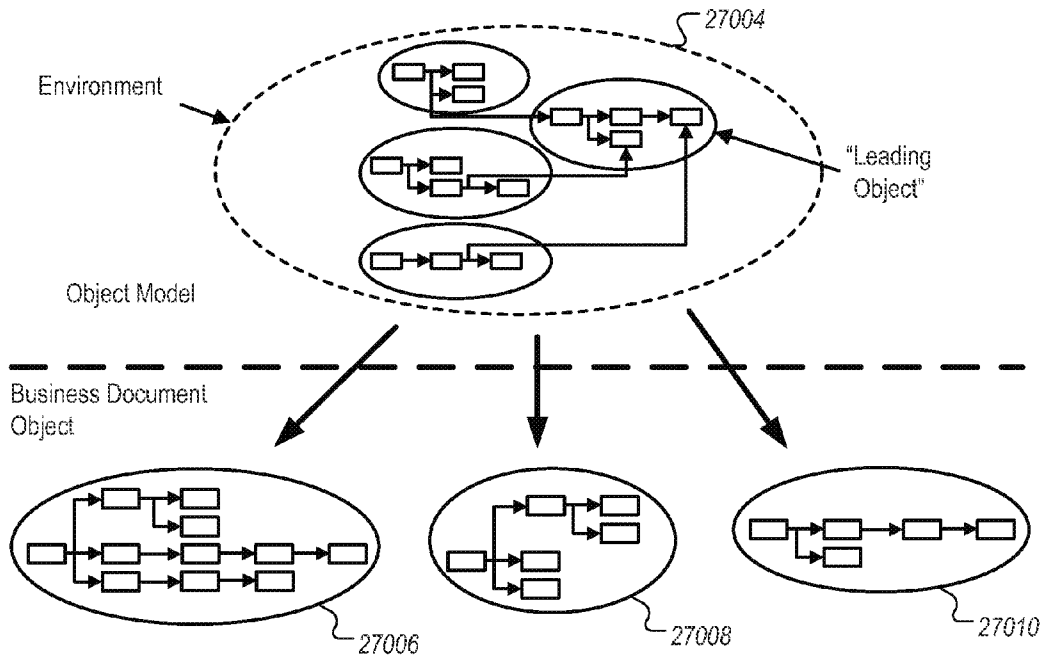 27004
Environment
"Leading
Object"
Object Model
Business Document
Object
27006
27008
27010